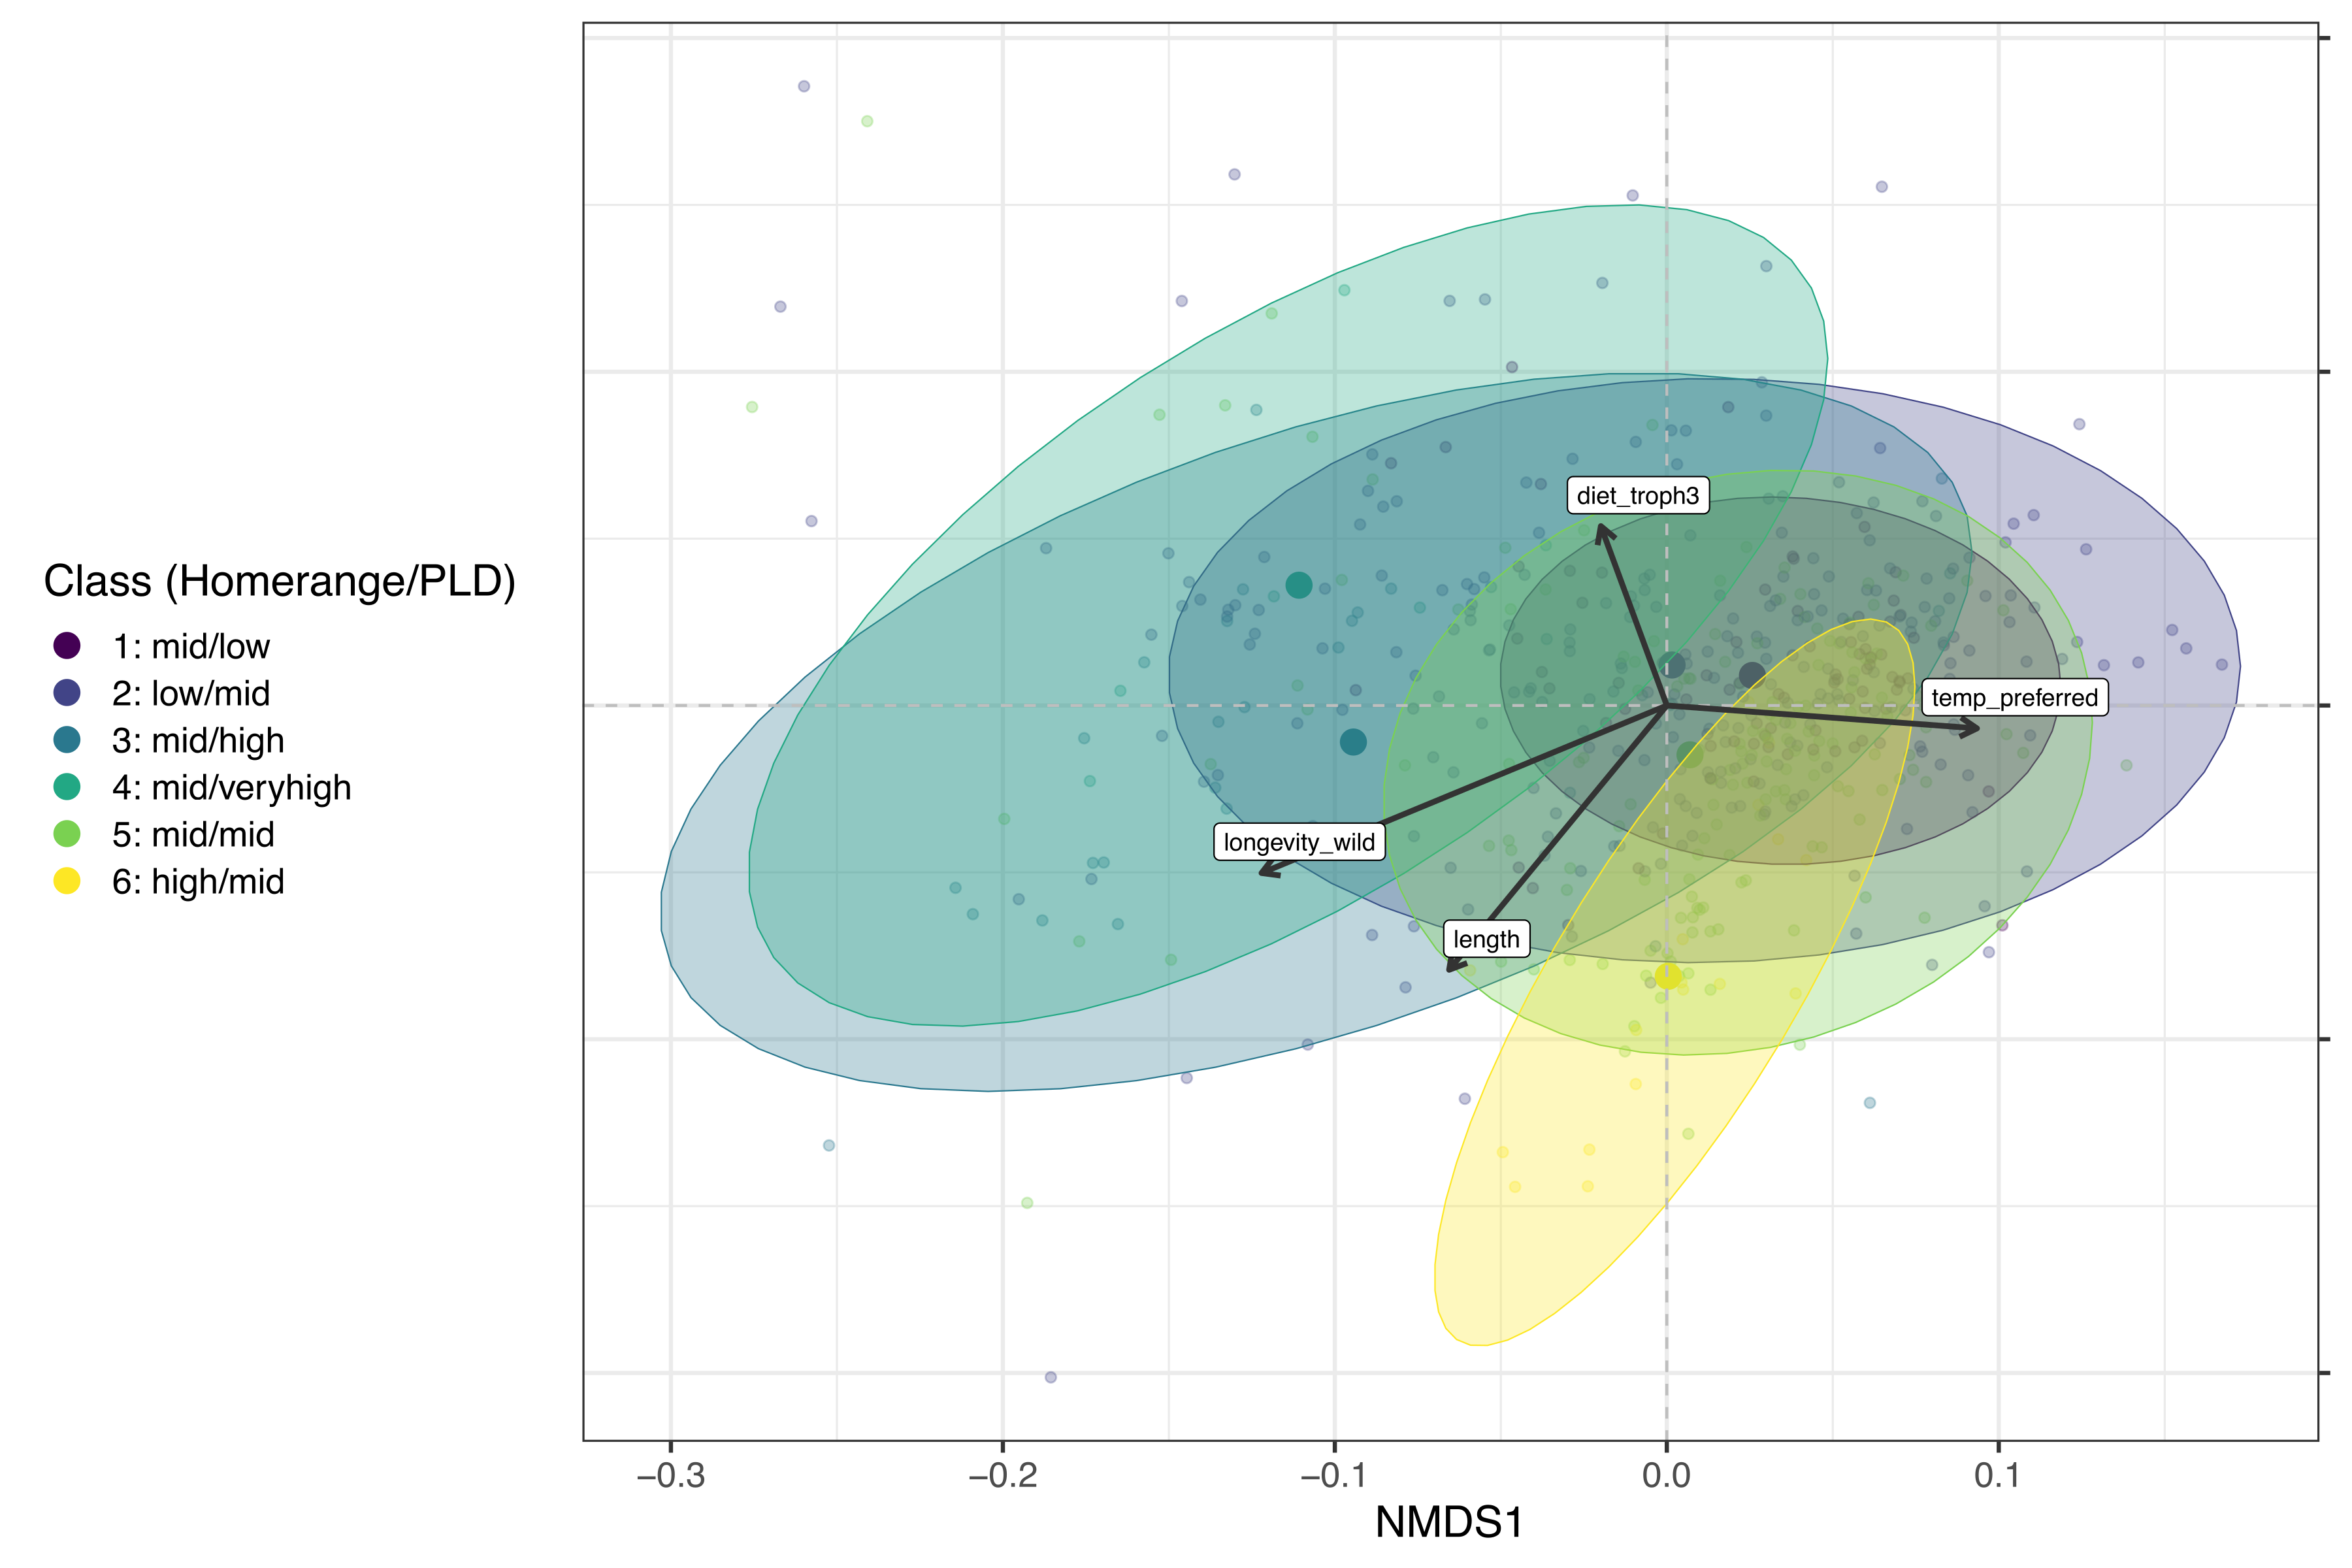 Class (Homerange/PLD)
1: mid/low
2: low/mid
3: mid/high
4: mid/veryhigh
5: mid/mid
6: high/mid
diet_troph3
temp_preferred
longevity_wild
length
−0.3
−0.2
−0.1
0.0
0.1
NMDS1